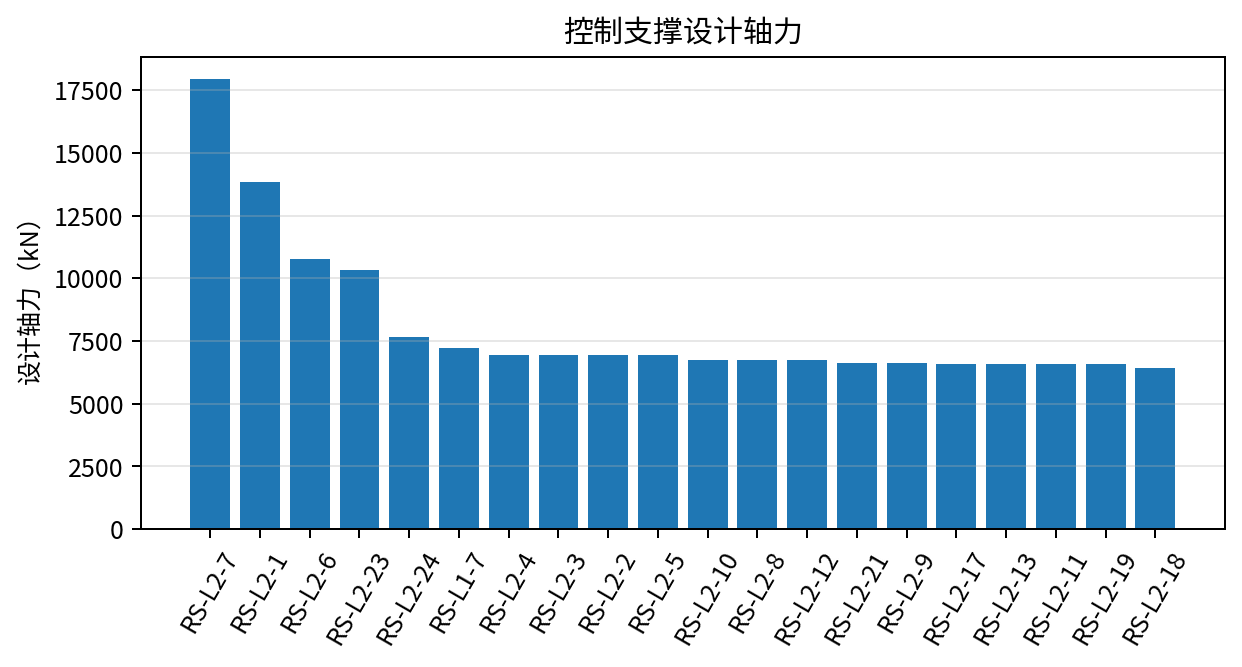 控制支撑设计轴力
设计轴力（kN）
17500
15000
12500
10000
7500
5000
2500
0
RS-L2-7
RS-L2-1
RS-L2-6
RS-L2-23
RS-L2-24
RS-L1-7
RS-L2-4
RS-L2-3
RS-L2-2
RS-L2-5
RS-L2-10
RS-L2-8
RS-L2-12
RS-L2-21
RS-L2-9
RS-L2-17
RS-L2-13
RS-L2-11
RS-L2-19
RS-L2-18